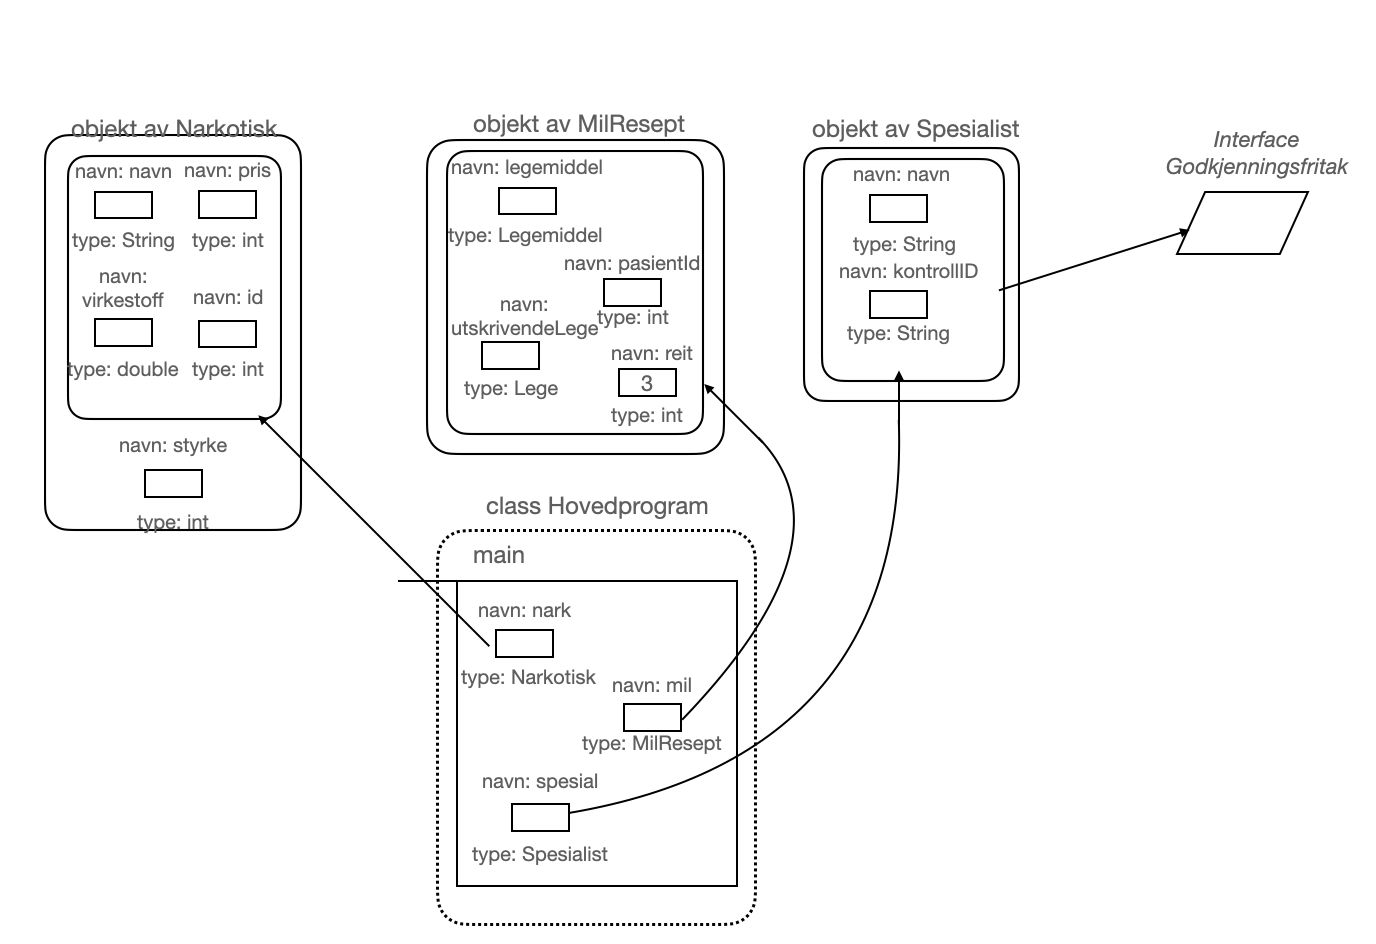 objekt av Narkotisk
navn: navn
navn: pris
type: String
type: int
navn:
virkestoff
navn: id
type: double
type: int
navn: styrke
type: int
objekt av MilResept
navn: legemiddel
type: Legemiddel
navn: pasientId
type: int
navn:
utskrivendeLege
type: Lege
navn: reit
3
type: int
objekt av Spesialist
navn: navn
type: String
navn: kontrollID
type: String
Interface
Godkjenningsfritak
class Hovedprogram
main
navn: nark
type: Narkotisk
navn: mil
type: MilResept
navn: spesial
type: Spesialist